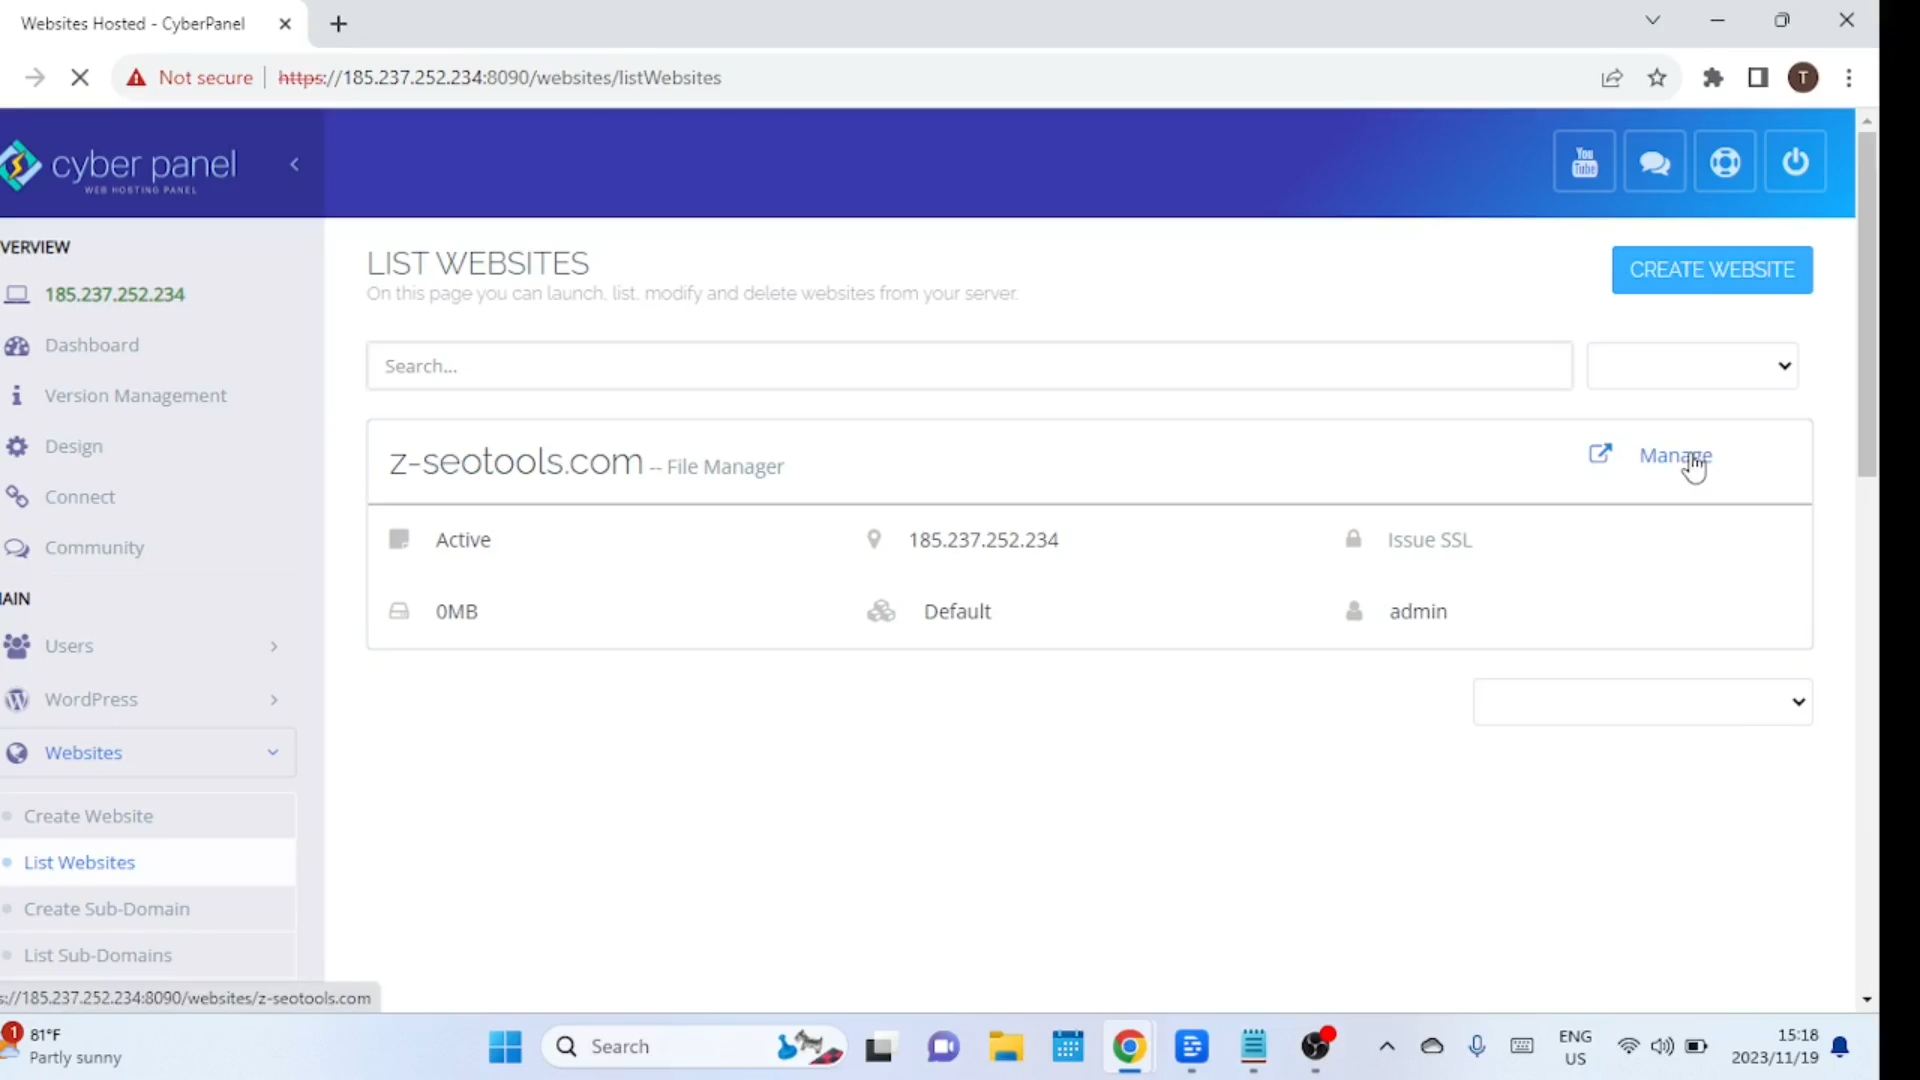 Websites Hosted - CyberPanel
Not secure
https://185.237.252.234:8090/websites/listWebsites
T
cyber panel
WEB HOSTING PANEL
You
Tube
VERVIEW
185.237.252.234
Dashboard
Version Management
Design
Connect
Community
AIN
Users
WordPress
Websites
Create Website
List Websites
Create Sub-Domain
List Sub-Domains
s://185.237.252.234:8090/websites/z-seotools.com
LIST WEBSITES
On this page you can launch, list, modify and delete websites from your server.
CREATE WEBSITE
Search...
z-seotools.com -- File Manager
Manage
Active
185.237.252.234
Issue SSL
0MB
Default
admin
1
81°F
Partly sunny
Search
ENG
US
15:18
2023/11/19